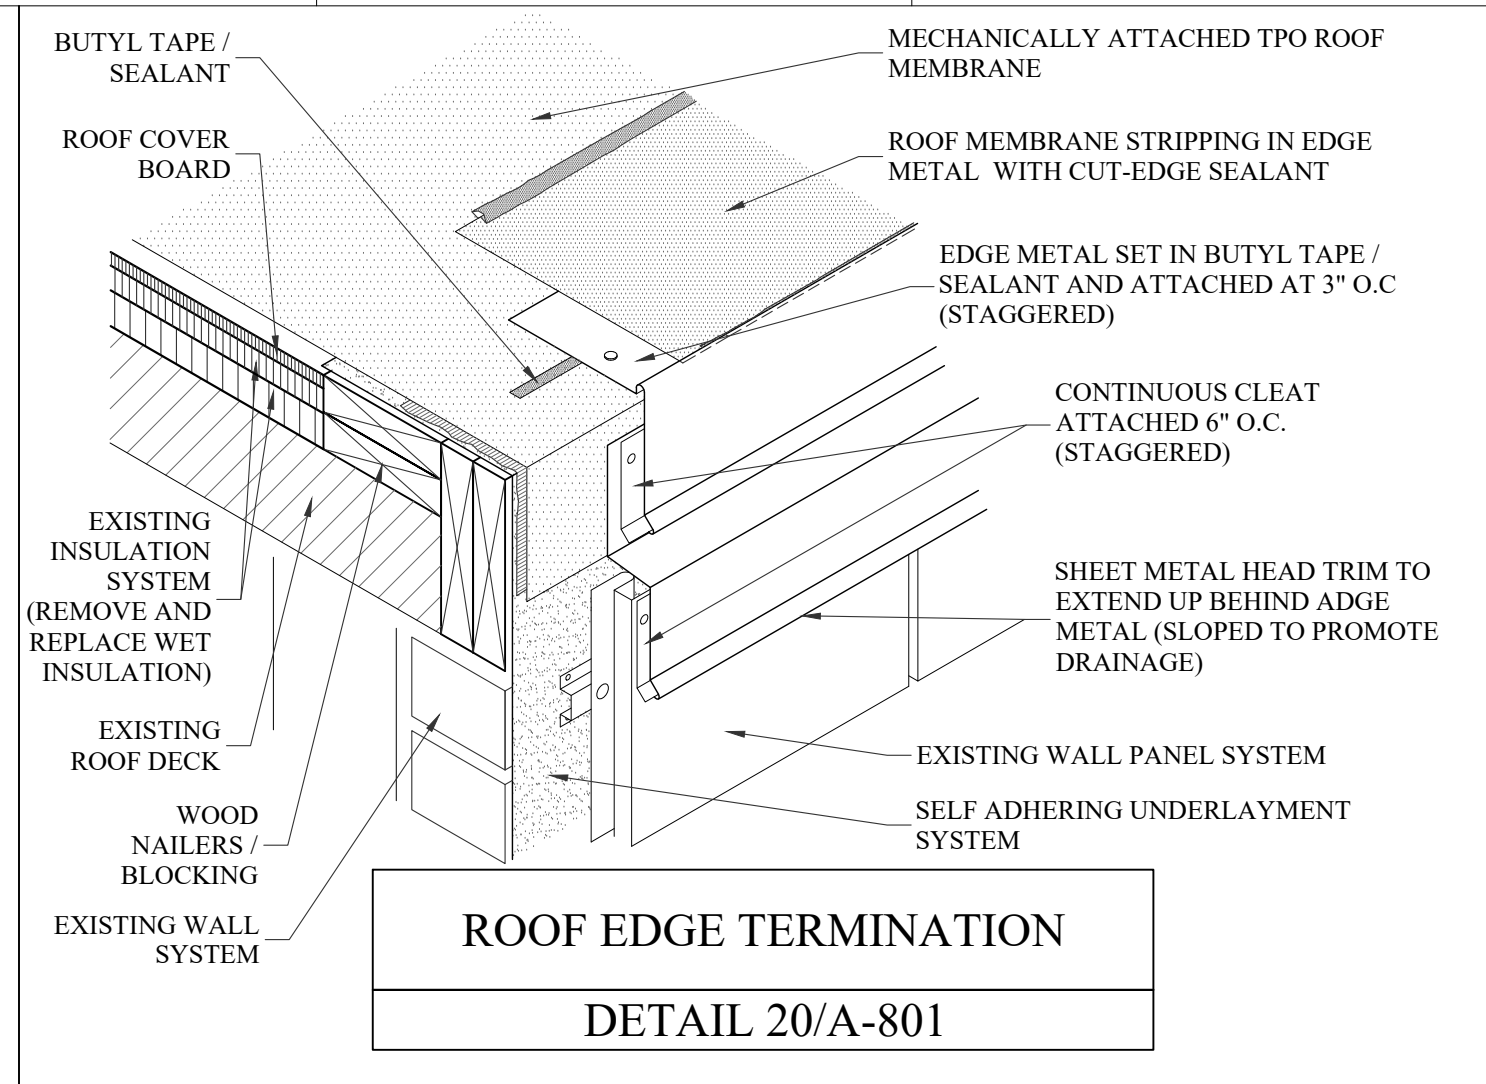 BUTYL TAPE /
SEALANT
ROOF COVER
BOARD
EXISTING
INSULATION
SYSTEM
(REMOVE AND
REPLACE WET
INSULATION)
EXISTING
ROOF DECK
WOOD
NAILERS /
BLOCKING
EXISTING WALL
SYSTEM
MECHANICALLY ATTACHED TPO ROOF
MEMBRANE
ROOF MEMBRANE STRIPPING IN EDGE
METAL WITH CUT-EDGE SEALANT
EDGE METAL SET IN BUTYL TAPE /
SEALANT AND ATTACHED AT 3" O.C
(STAGGERED)
CONTINUOUS CLEAT
ATTACHED 6" O.C.
(STAGGERED)
SHEET METAL HEAD TRIM TO
EXTEND UP BEHIND ADGE
METAL (SLOPED TO PROMOTE
DRAINAGE)
EXISTING WALL PANEL SYSTEM
SELF ADHERING UNDERLAYMENT
SYSTEM
ROOF EDGE TERMINATION
DETAIL 20/A-801